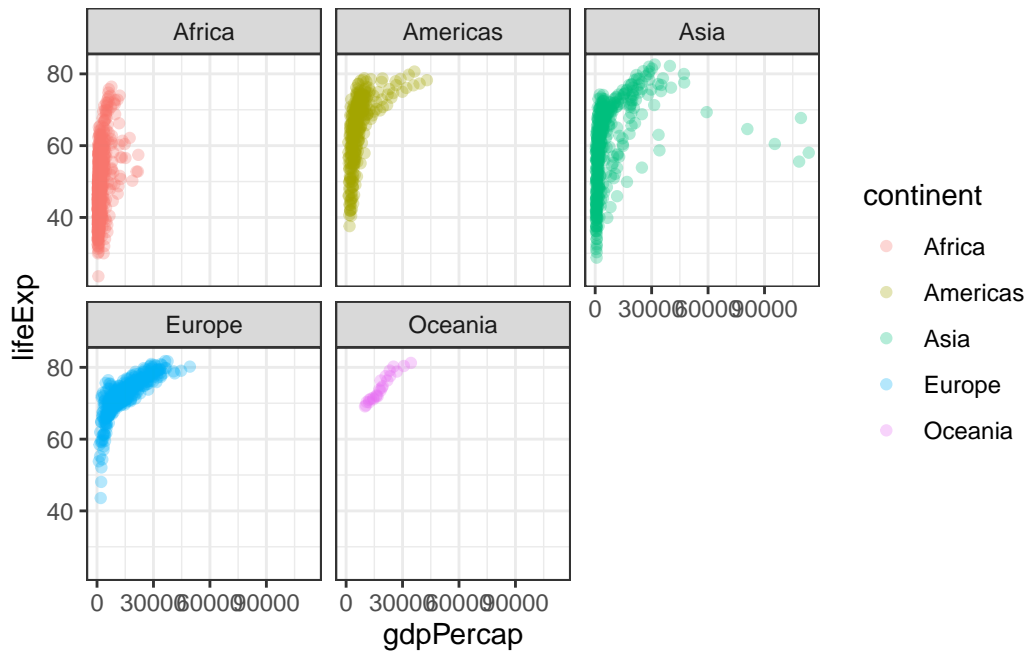 Africa Americas Asia
80
60
40
0 30000 60000 90000
Europe Oceania
80
60
40
0 30000 60000 90000 0 30000 60000 90000
lifeExp
gdpPercap
continent
Africa
Americas
Asia
Europe
Oceania